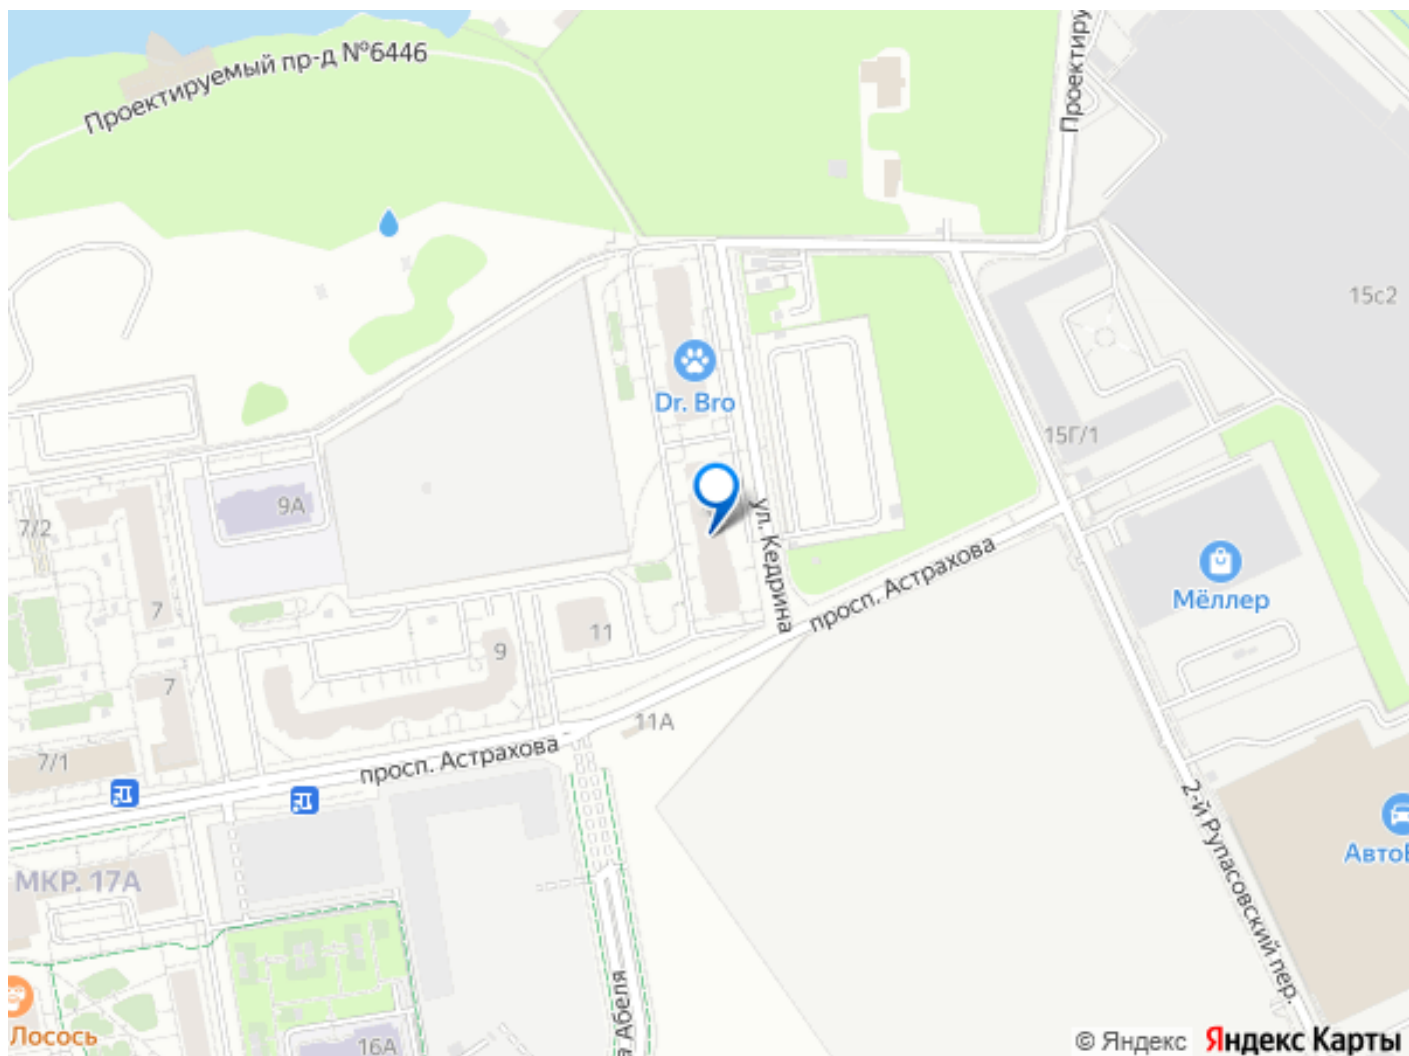 Проектируемый пр-д №6446
Проектиру
15с2
Dr. Bro
15Г/1
9А
7/2
ул. Кедрина
просп. Астрахова
Мёллер
7
11
9
7
11А
7/1
просп. Астрахова
2-й Рупасовский пер.
АвтоВ
МКР. 17А
а Абеля
Лосось
16А
© Яндекс Яндекс Карты